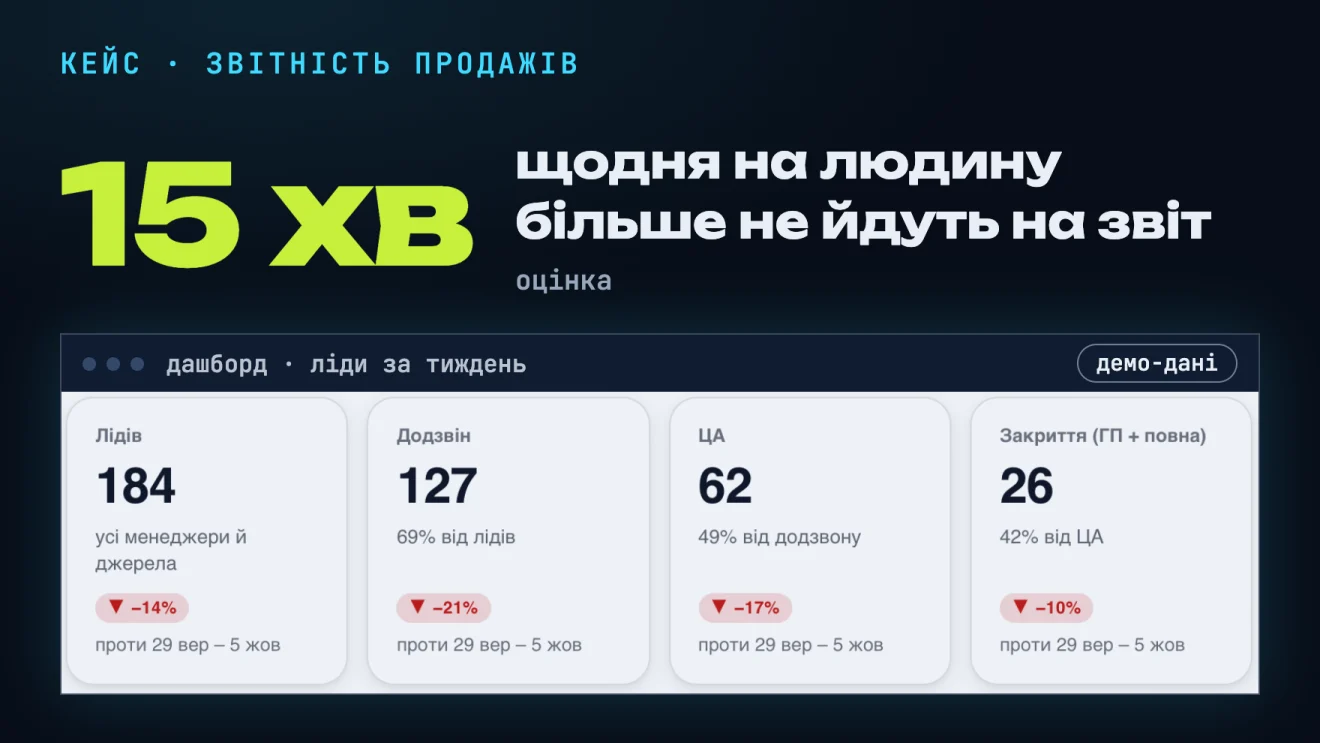 КЕЙС · ЗВІТНІСТЬ ПРОДАЖІВ
15 хв
щодня на людину
більше не йдуть на звіт
оцінка
дашборд · ліди за тиждень
демо-дані
Лідів
184
усі менеджери й
джерела
▼ −14%
проти 29 вер – 5 жов
Додзвін
127
69% від лідів
▼ −21%
проти 29 вер – 5 жов
ЦА
62
49% від додзвону
▼ −17%
проти 29 вер – 5 жов
Закриття (ГП + повна)
26
42% від ЦА
▼ −10%
проти 29 вер – 5 жов